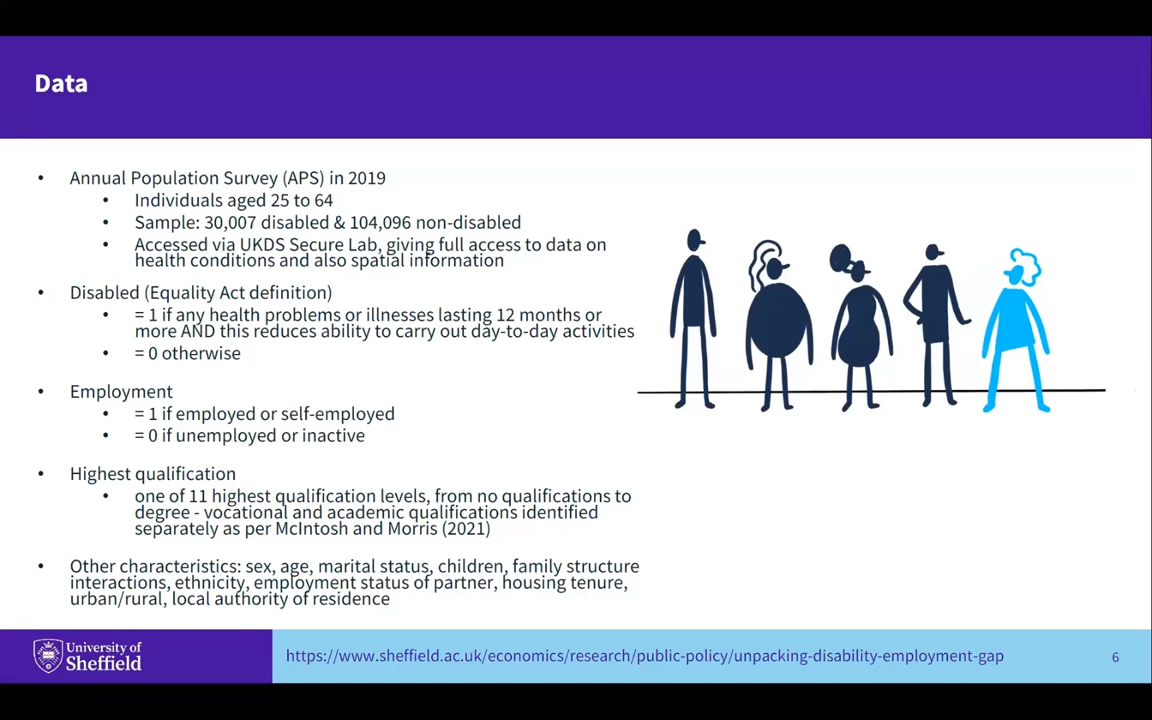 Data
• Annual Population Survey (APS) in 2019
• Individuals aged 25 to 64
• Sample: 30,007 disabled & 104,096 non-disabled
• Accessed via UKDS Secure Lab, giving full access to data on
health conditions and also spatial information
• Disabled (Equality Act definition)
• = 1 if any health problems or illnesses lasting 12 months or
more AND this reduces ability to carry out day-to-day activities
• = 0 otherwise
• Employment
• = 1 if employed or self-employed
• = 0 if unemployed or inactive
• Highest qualification
• one of 11 highest qualification levels, from no qualifications to
degree - vocational and academic qualifications identified
separately as per McIntosh and Morris (2021)
• Other characteristics: sex, age, marital status, children, family structure
interactions, ethnicity, employment status of partner, housing tenure,
urban/rural, local authority of residence
University of
Sheffield
https://www.sheffield.ac.uk/economics/research/public-policy/unpacking-disability-employment-gap
6